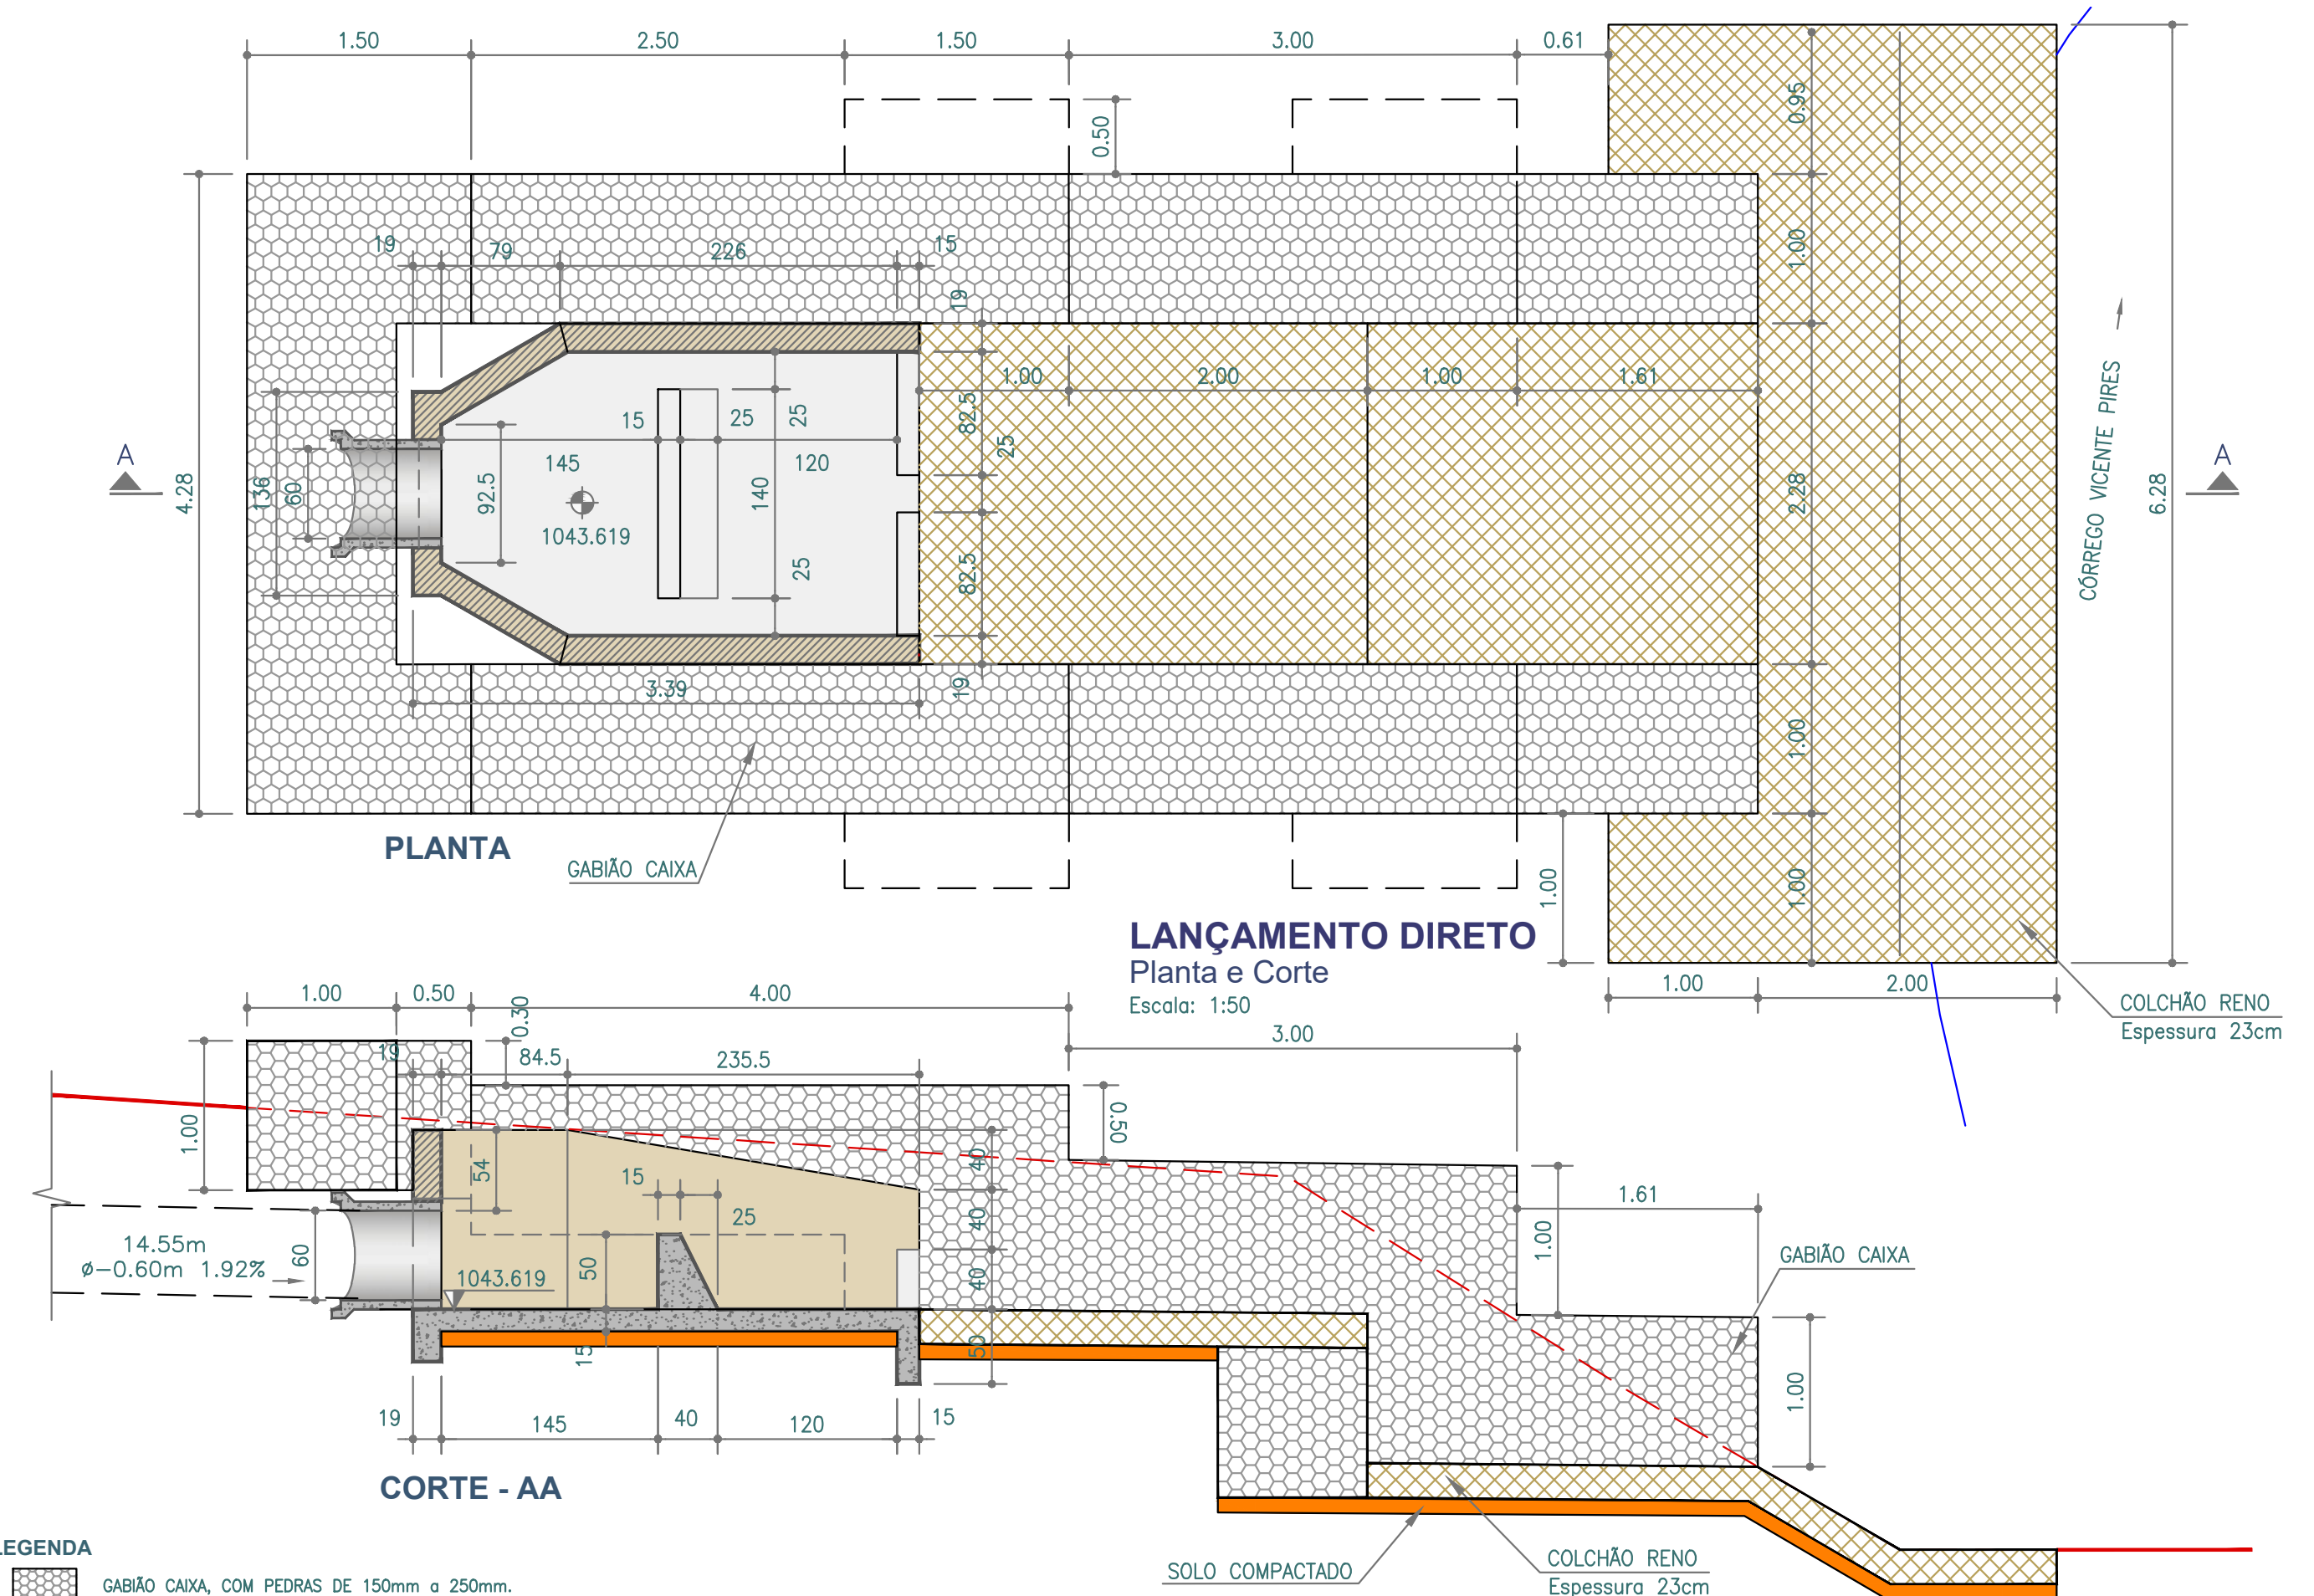 1.50 2.50 1.50 3.00 0.61
0.50
0.95
19 79 226 15
19
1.00
1.00 2.00 1.00 1.61
15 25 25
82.5
25
A
4.28
136
60
92.5
145
140
120
1043.619
25
82.5
2.28
CÓRREGO VICENTE PIRES
6.28
A
3.39
19
1.00
PLANTA
GABIÃO CAIXA
1.00
1.00
LANÇAMENTO DIRETO
Planta e Corte
Escala: 1:50
1.00 2.00
COLCHÃO RENO
Espessura 23cm
1.00 0.50 4.00
0.30
3.00
19 84.5 235.5
1.00
0.50
54
15
25
40
40
40
50
50
15
1.61
1.00
GABIÃO CAIXA
14.55m
ø-0.60m 1.92%
60
1043.619
1.00
19 145 40 120 15
CORTE - AA
LEGENDA
GABIÃO CAIXA, COM PEDRAS DE 150mm a 250mm.
SOLO COMPACTADO
COLCHÃO RENO
Espessura 23cm